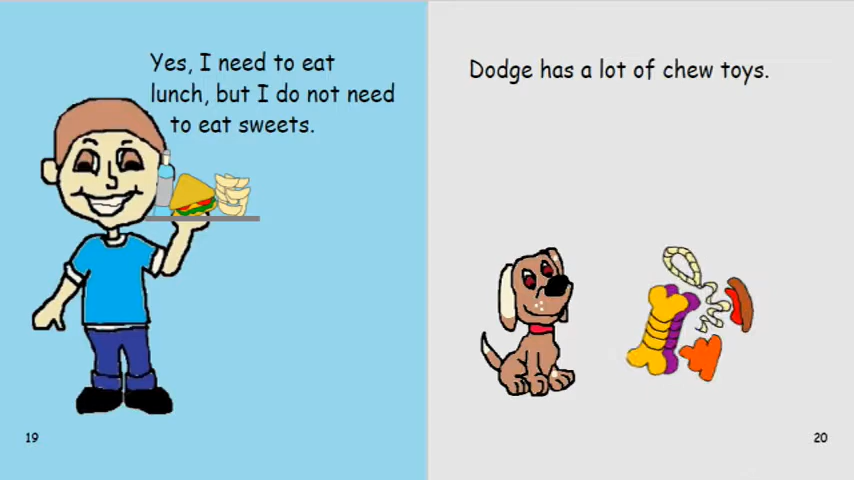 Yes, I need to eat
lunch, but I do not need
to eat sweets.
19
Dodge has a lot of chew toys.
20